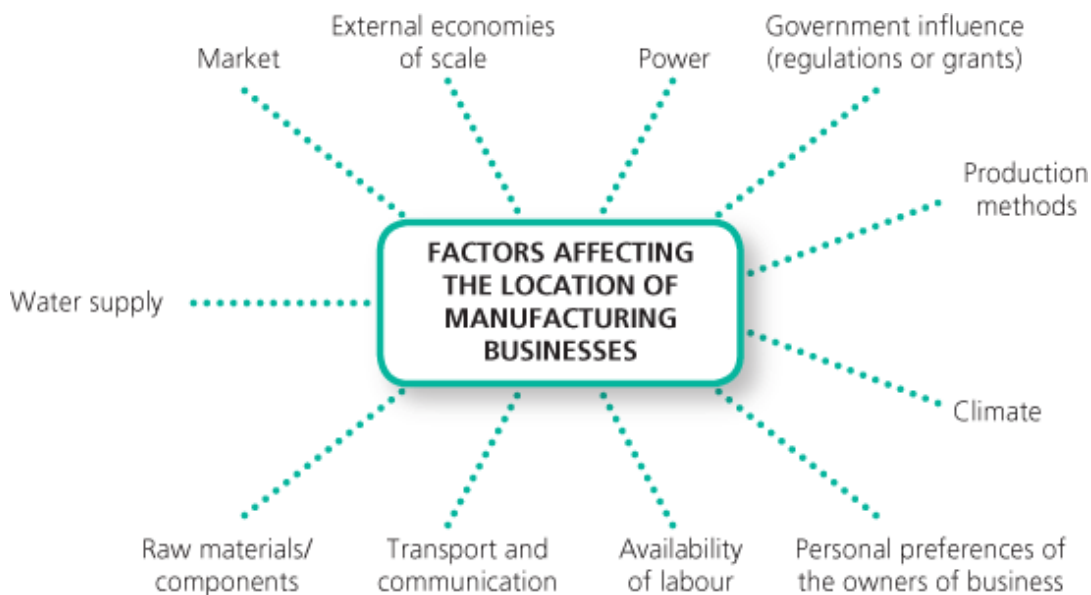 Market
External economies
of scale
Power
Government influence
(regulations or grants)
Production
methods
FACTORS AFFECTING
THE LOCATION OF
MANUFACTURING
BUSINESSES
Water supply
Climate
Raw materials/
components
Transport and
communication
Availability
of labour
Personal preferences of
the owners of business